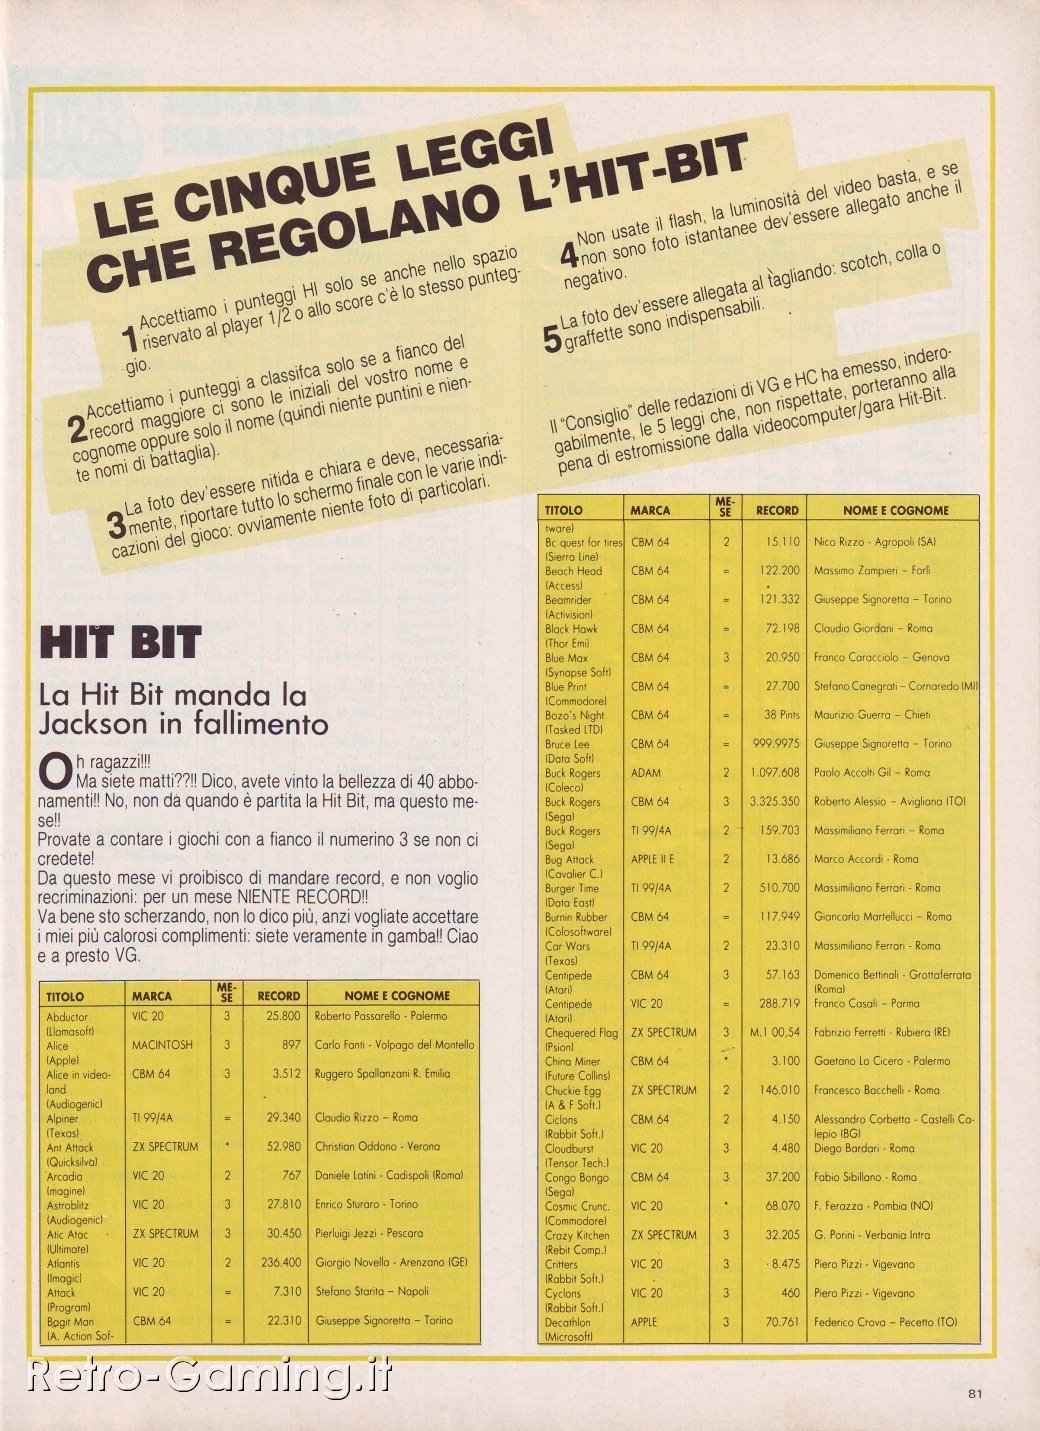 LE CINQUE LEGGI
CHE REGOLANO L'HIT-BIT
1 Accettiamo i punteggi HI solo se anche nello spazio
riservato al player 1/2 o allo score c'è lo stesso punteg-
gio.
2 Accettiamo i punteggi a classifca solo se a fianco del
record maggiore ci sono le iniziali del vostro nome e
cognome oppure solo il nome (quindi niente puntini e nien-
te nomi di battaglia).
3 La foto dev'essere nitida e chiara e deve, necessaria-
mente, riportare tutto lo schermo finale con le varie indi-
cazioni del gioco: ovviamente niente foto di particolari.
4 Non usate il flash, la luminosità del video basta, e se
non sono foto istantanee dev'essere allegato anche il
negativo.
5 La foto dev'essere allegata al tagliando: scotch, colla o
graffette sono indispensabili.
Il "Consiglio" delle redazioni di VG e HC ha emesso, indero-
gabilmente, le 5 leggi che, non rispettate, porteranno alla
pena di estromissione dalla videocomputer/gara Hit-Bit.
HIT BIT
La Hit Bit manda la
Jackson in fallimento
Oh ragazzi!!!
Ma siete matti??!! Dico, avete vinto la bellezza di 40 abbo-
namenti!! No, non da quando è partita la Hit Bit, ma questo me-
se!!
Provate a contare i giochi con a fianco il numerino 3 se non ci
credete!
Da questo mese vi proibisco di mandare record, e non voglio
recriminazioni: per un mese NIENTE RECORD!!
Va bene sto scherzando, non lo dico più, anzi vogliate accettare
i miei più calorosi complimenti: siete veramente in gamba!! Ciao
e a presto VG.
TITOLO MARCA ME-SE RECORD NOME E COGNOME
Abductor VIC 20 3 25.800 Roberto Passarello - Palermo
(Llamasoft)
Alice MACINTOSH 3 897 Carlo Fanti - Volpago del Montello
(Apple)
Alice in video- CBM 64 3 3.512 Ruggero Spallanzani R. Emilia
land
(Audiogenic)
Alpiner TI 99/4A = 29.340 Claudio Rizzo – Roma
(Texas)
Ant Attack ZX SPECTRUM * 52.980 Christian Oddono - Verona
(Quicksilva)
Arcadia VIC 20 2 767 Daniele Latini - Cadispoli (Roma)
(magine)
Astroblitz VIC 20 3 27.810 Enrico Sturaro - Torino
(Audiogenic)
Atic Atac ZX SPECTRUM 3 30.450 Pierluigi Jezzi - Pescara
(Ultimate)
Atlantis VIC 20 2 236.400 Giorgio Novella - Arenzano (GE)
(Imagic)
Attack VIC 20 = 7.310 Stefano Starita – Napoli
(Program)
Bagit Man CBM 64 = 22.310 Giuseppe Signoretta – Torino
(A. Action Sof-
TITOLO MARCA ME-SE RECORD NOME E COGNOME
tware)
Bc quest for tires CBM 64 2 15.110 Nico Rizzo - Agropoli (SA)
(Sierra Line)
Beach Head CBM 64 = 122.200 Massimo Zampieri – Forlì
(Access)
Beamrider CBM 64 = 121.332 Giuseppe Signoretta – Torino
(Activision)
Black Hawk CBM 64 = 72.198 Claudio Giordani – Roma
(Thor Emi)
Blue Max CBM 64 3 20.950 Franco Caracciolo - Genova
(Synapse Soft)
Blue Print CBM 64 = 27.700 Stefano Canegrati – Cornaredo (MI)
(Commodore)
Bozo's Night CBM 64 = 38 Pints Maurizio Guerra – Chieti
(Tasked LTD)
Bruce Lee CBM 64 = 999.9975 Giuseppe Signoretta – Torino
(Data Soft)
Buck Rogers ADAM 2 1.097.608 Paolo Accolti Gil – Roma
(Coleco)
Buck Rogers CBM 64 3 3.325.350 Roberto Alessio – Avigliana (TO)
(Sega)
Buck Rogers TI 99/4A 2 159.703 Massimiliano Ferrari – Roma
(Sega)
Bug Attack APPLE II E 2 13.686 Marco Accordi - Roma
(Cavalier C.)
Burger Time TI 99/4A 2 510.700 Massimiliano Ferrari - Roma
(Data East)
Burnin Rubber CBM 64 = 117.949 Giancarlo Martellucci – Roma
(Colosoftware)
Car Wars TI 99/4A 2 23.310 Massimiliano Ferrari - Roma
(Texas)
Centipede CBM 64 3 57.163 Domenico Bettinali - Grottaferrata
(Atari) (Roma)
Centipede VIC 20 = 288.719 Franco Casali – Parma
(Atari)
Chequered Flag ZX SPECTRUM 3 M.1 00,54 Fabrizio Ferretti - Rubiera (RE)
(Psion)
China Miner CBM 64 * 3.100 Gaetano Lo Cicero - Palermo
(Future Collins)
Chuckie Egg ZX SPECTRUM 2 146.010 Francesco Bacchelli - Roma
(A & F Soft.)
Ciclons CBM 64 2 4.150 Alessandro Corbetta - Castelli Ca-
(Rabbit Soft.) lepio (BG)
Cloudburst VIC 20 3 4.480 Diego Bardari - Roma
(Tensor Tech.)
Congo Bongo CBM 64 3 37.200 Fabio Sibillano - Roma
(Sega)
Cosmic Crunc. VIC 20 * 68.070 F. Ferazza - Pombia (NO)
(Commodore)
Crazy Kitchen ZX SPECTRUM 3 32.205 G. Porini - Verbania Intra
(Rebit Comp.)
Critters VIC 20 3 8.475 Piero Pizzi - Vigevano
(Rabbit Soft.)
Cyclons VIC 20 3 460 Piero Pizzi - Vigevano
(Rabbit Soft.)
Decathlon APPLE 3 70.761 Federico Crova – Pecetto (TO)
(Microsoft)
Retro-Gaming.it
81